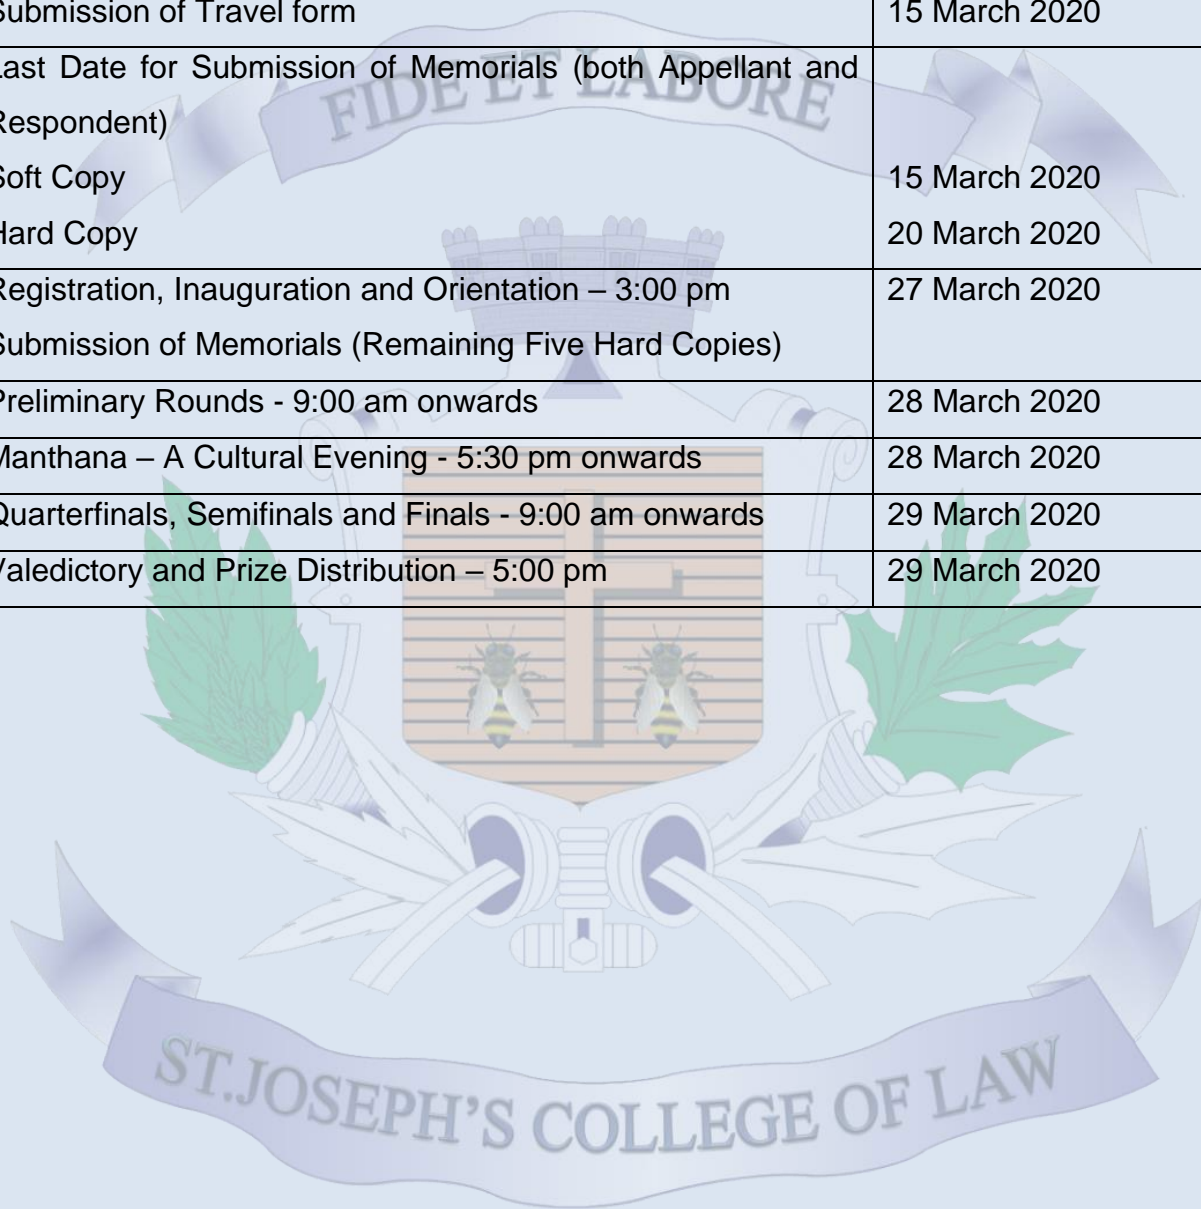 Submission of Travel form 15 March 2020
Last Date for Submission of Memorials (both Appellant and
Respondent)
Soft Copy 15 March 2020
Hard Copy 20 March 2020
Registration, Inauguration and Orientation – 3:00 pm 27 March 2020
Submission of Memorials (Remaining Five Hard Copies)
Preliminary Rounds - 9:00 am onwards 28 March 2020
Manthana – A Cultural Evening - 5:30 pm onwards 28 March 2020
Quarterfinals, Semifinals and Finals - 9:00 am onwards 29 March 2020
Valedictory and Prize Distribution – 5:00 pm 29 March 2020
FIDE ET LABORE
ST.JOSEPH'S COLLEGE OF LAW